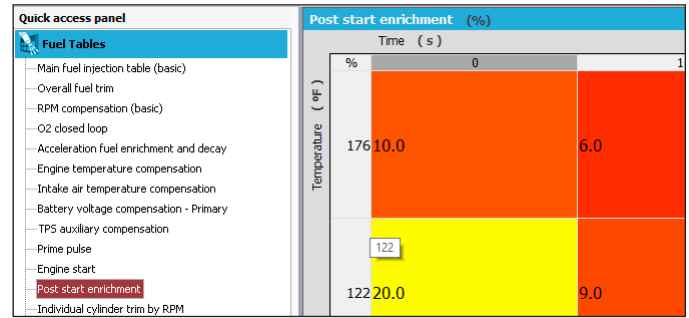 Quick access panel
Fuel Tables
Main fuel injection table (basic)
Overall fuel trim
RPM compensation (basic)
O2 closed loop
Acceleration fuel enrichment and decay
Engine temperature compensation
Intake air temperature compensation
Battery voltage compensation - Primary
TPS auxiliary compensation
Prime pulse
Engine start
Post start enrichment
Individual cylinder trim by RPM
Post start enrichment (%)
Time ( s )
Temperature ( ºF )
% 0 1
176 10.0 6.0
122
122 20.0 9.0